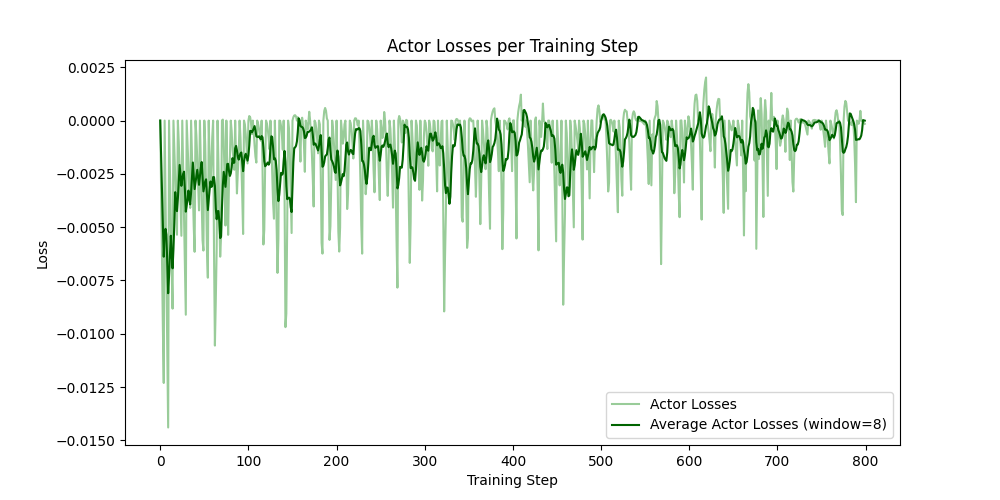 Actor Losses per Training Step
0.0025
0.0000
−0.0025
−0.0050
−0.0075
−0.0100
−0.0125
−0.0150
Loss
0 100 200 300 400 500 600 700 800
Training Step
Actor Losses
Average Actor Losses (window=8)